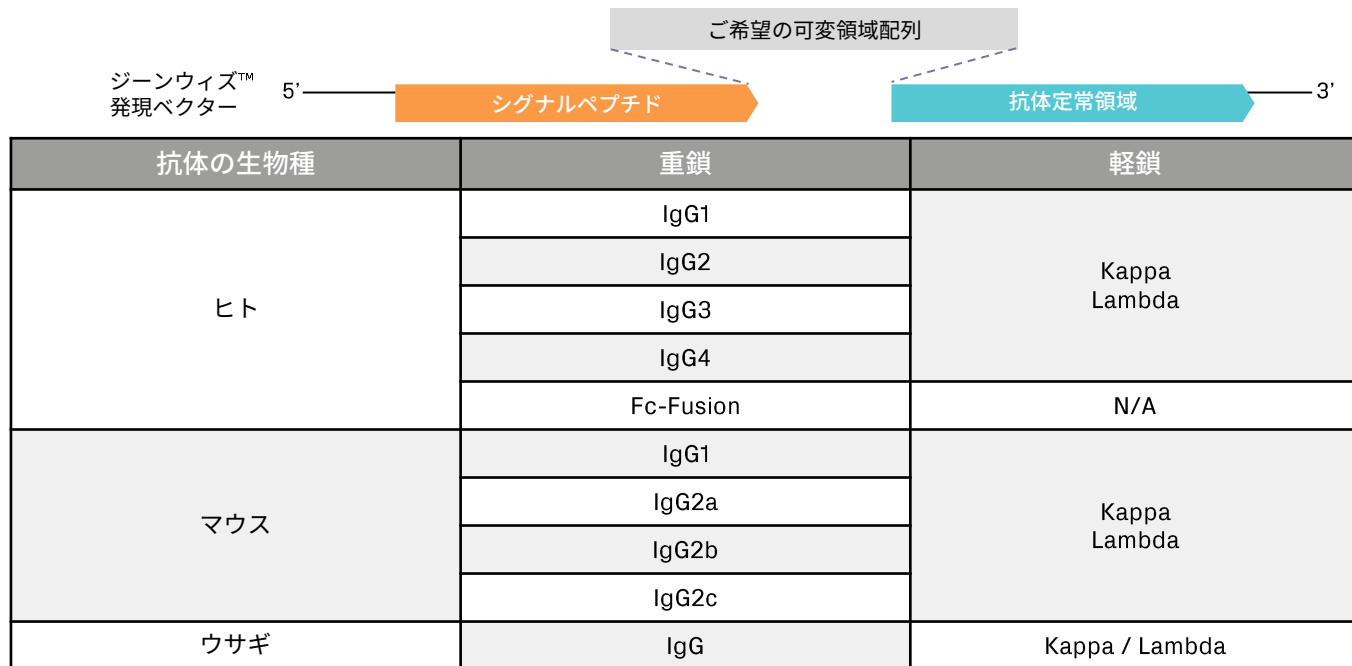 ご希望の可変領域配列
ジーンウィズ™
発現ベクター
5’
シグナルペプチド
抗体定常領域
3’
抗体の生物種
重鎖
軽鎖
ヒト
IgG1
IgG2
IgG3
IgG4
Kappa
Lambda
Fc-Fusion
N/A
マウス
IgG1
IgG2a
IgG2b
IgG2c
Kappa
Lambda
ウサギ
IgG
Kappa / Lambda